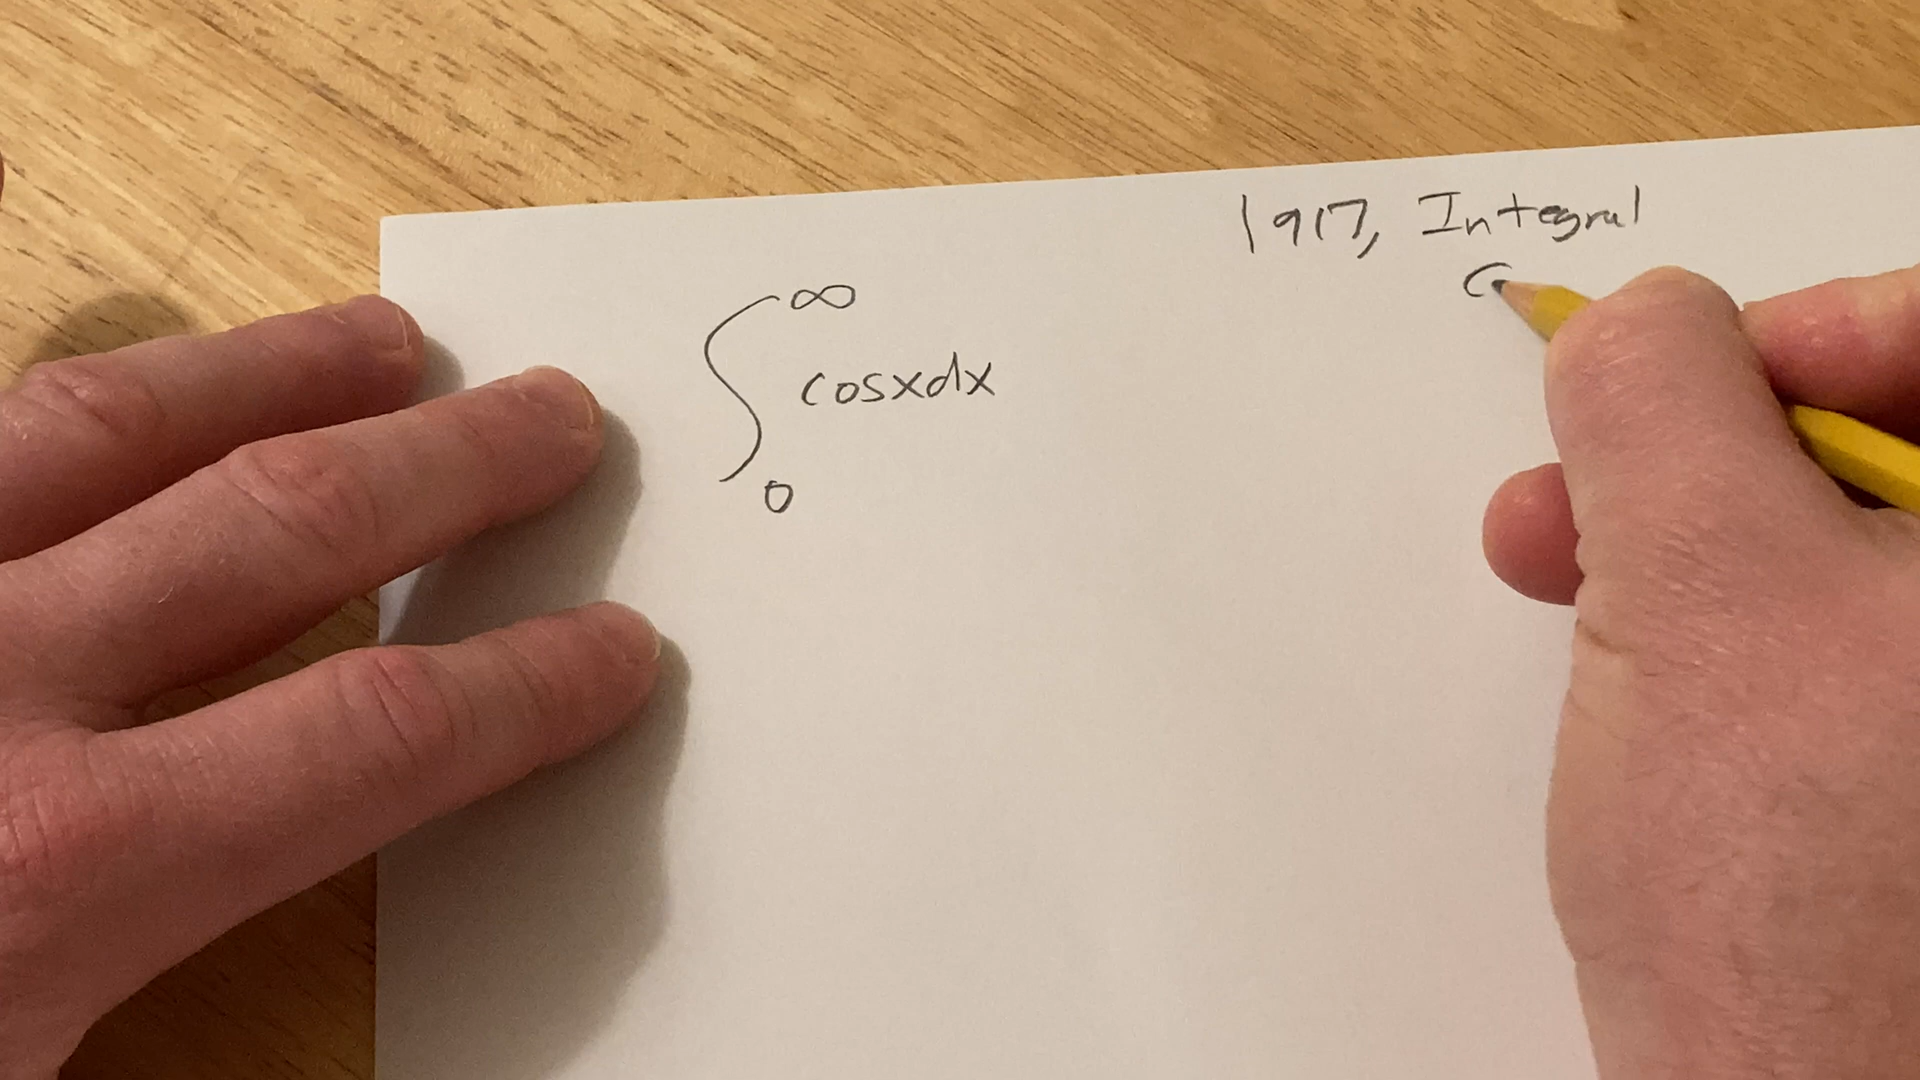 1917, Integral
∞
∫ cosxdx
0